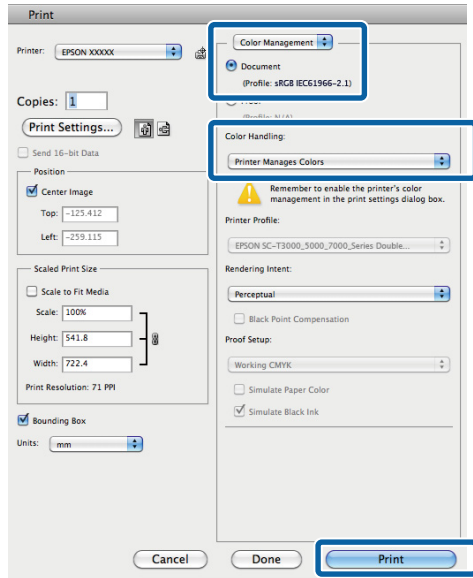 Print
Printer: EPSON XXXXX
Copies: 1
Print Settings...
Send 16-bit Data
Position
Center Image
Top: -125.412
Left: -259.115
Scaled Print Size
Scale to Fit Media
Scale: 100%
Height: 541.8
Width: 722.4
Print Resolution: 71 PPI
Bounding Box
Units: mm
Color Management
Document
(Profile: sRGB IEC61966-2.1)
Color Handling:
Printer Manages Colors
Remember to enable the printer's color
management in the print settings dialog box.
Printer Profile:
EPSON SC-T3000_5000_7000_Series Double...
Rendering Intent:
Perceptual
Black Point Compensation
Proof Setup:
Working CMYK
Simulate Paper Color
Simulate Black Ink
Cancel
Done
Print